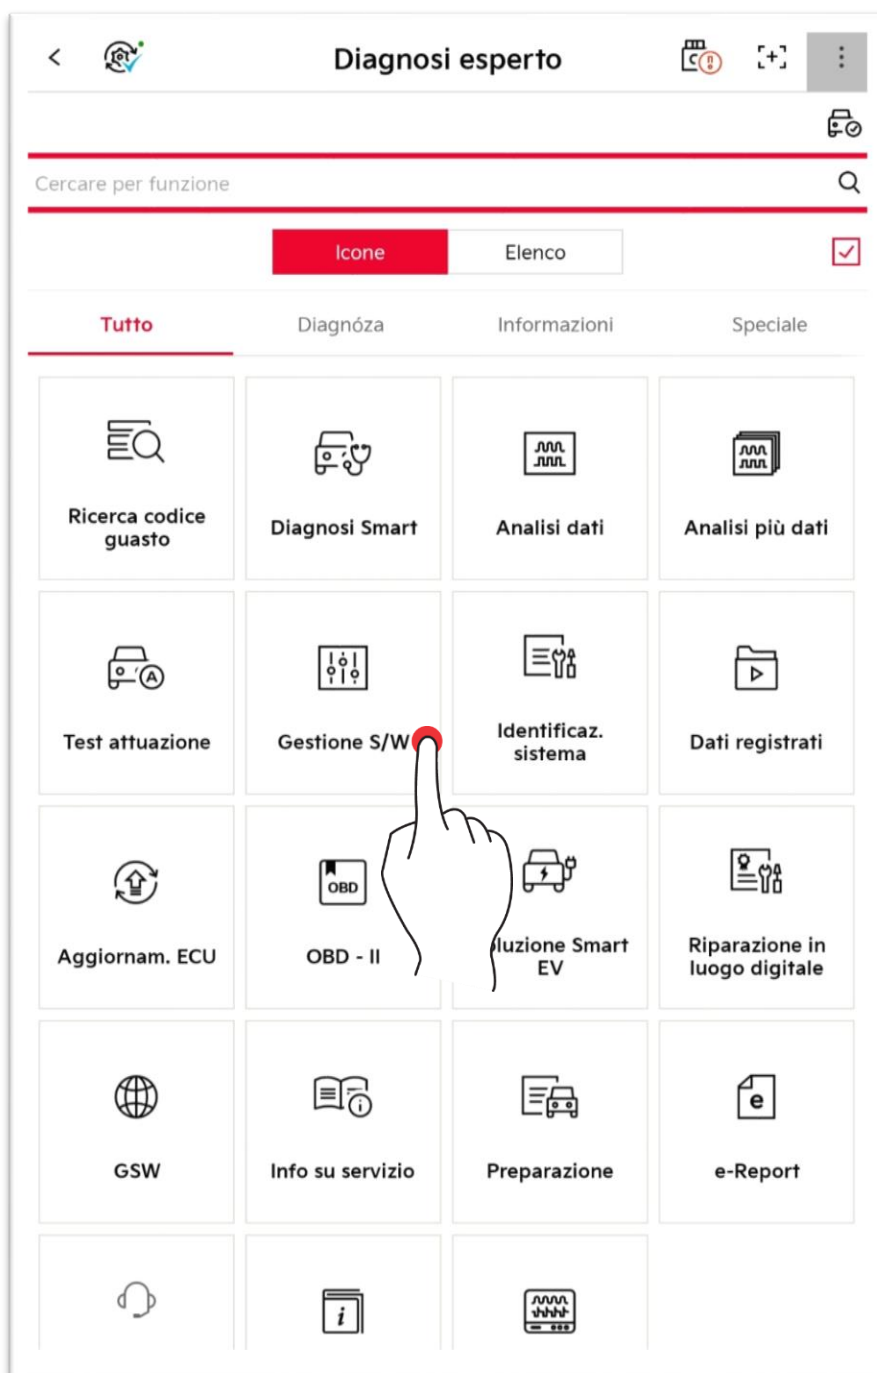 Diagnosi esperto
Cercare per funzione
Icone
Elenco
Tutto
Diagnóza
Informazioni
Speciale
Ricerca codice
guasto
Diagnosi Smart
Analisi dati
Analisi più dati
Test attuazione
Gestione S/W
Identificaz.
sistema
Dati registrati
Aggiornam. ECU
OBD
OBD - II
luzione Smart
EV
Riparazione in
luogo digitale
GSW
Info su servizio
Preparazione
e
e-Report
i